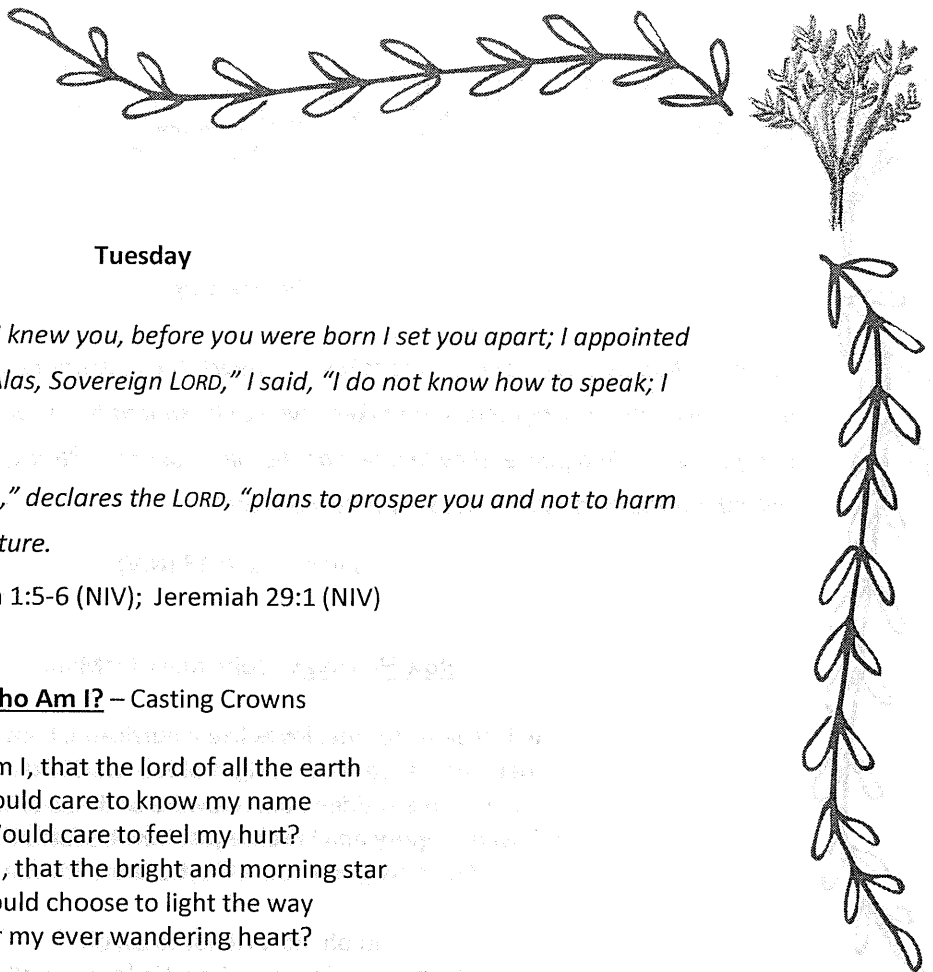 Tuesday
knew you, before you were born I set you apart; I appointed
las, Sovereign LORD,” I said, “I do not know how to speak; I
,” declares the LORD, “plans to prosper you and not to harm
ture.
1:5-6 (NIV); Jeremiah 29:1 (NIV)
ho Am I? – Casting Crowns
m I, that the lord of all the earth
ould care to know my name
ould care to feel my hurt?
, that the bright and morning star
ould choose to light the way
r my ever wandering heart?